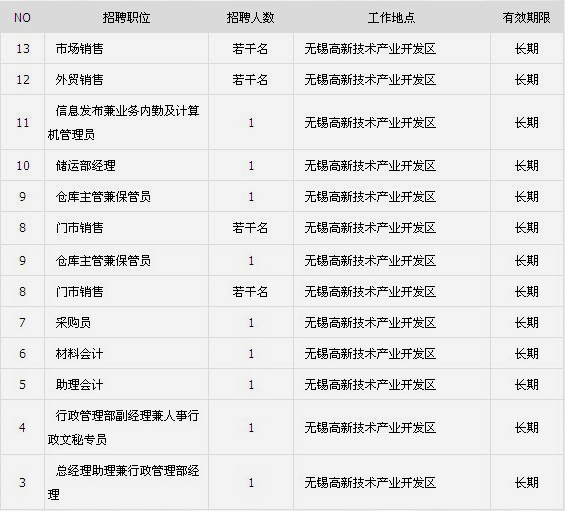 NO 招聘职位 招聘人数 工作地点 有效期限
13 市场销售 若干名 无锡高新技术产业开发区 长期
12 外贸销售 若干名 无锡高新技术产业开发区 长期
11 信息发布兼业务内勤及计算机管理员 1 无锡高新技术产业开发区 长期
10 储运部经理 1 无锡高新技术产业开发区 长期
9 仓库主管兼保管员 1 无锡高新技术产业开发区 长期
8 门市销售 若干名 无锡高新技术产业开发区 长期
9 仓库主管兼保管员 1 无锡高新技术产业开发区 长期
8 门市销售 若干名 无锡高新技术产业开发区 长期
7 采购员 1 无锡高新技术产业开发区 长期
6 材料会计 1 无锡高新技术产业开发区 长期
5 助理会计 1 无锡高新技术产业开发区 长期
4 行政管理部副经理兼人事行政文秘专员 1 无锡高新技术产业开发区 长期
3 总经理助理兼行政管理部经理 1 无锡高新技术产业开发区 长期